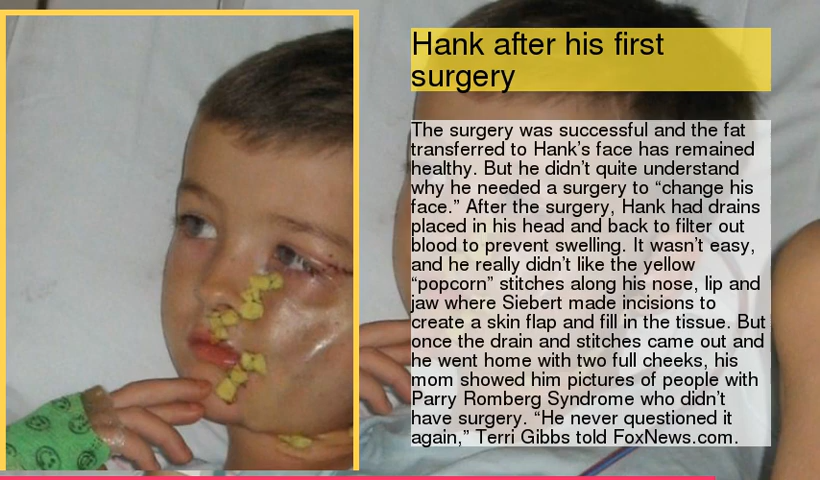 Hank after his first
surgery
The surgery was successful and the fat
transferred to Hank’s face has remained
healthy. But he didn’t quite understand
why he needed a surgery to “change his
face.” After the surgery, Hank had drains
placed in his head and back to filter out
blood to prevent swelling. It wasn’t easy,
and he really didn’t like the yellow
“popcorn” stitches along his nose, lip and
jaw where Siebert made incisions to
create a skin flap and fill in the tissue. But
once the drain and stitches came out and
he went home with two full cheeks, his
mom showed him pictures of people with
Parry Romberg Syndrome who didn’t
have surgery. “He never questioned it
again,” Terri Gibbs told FoxNews.com.